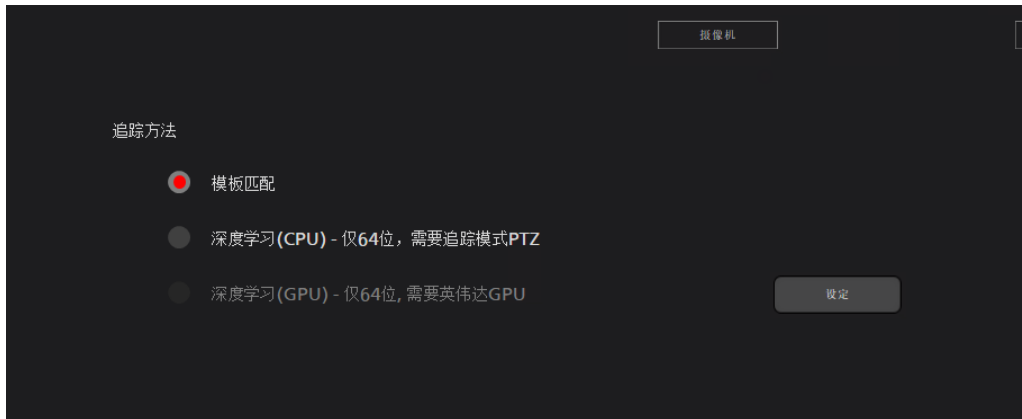 摄像机
追踪方法
模板匹配
深度学习(CPU) - 仅64位，需要追踪模式PTZ
深度学习(GPU) - 仅64位, 需要英伟达GPU
设定